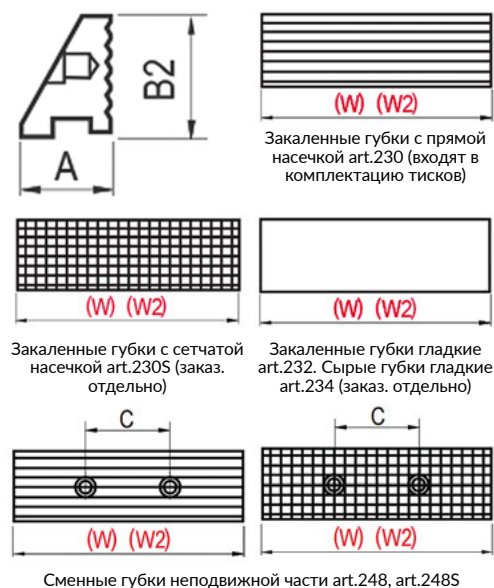 B2
A
(W) (W2)
Закаленные губки с прямой
насечкой art.230 (входят в
комплектацию тисков)
(W) (W2)
(W) (W2)
Закаленные губки с сетчатой
насечкой art.230S (заказ.
отдельно)
Закаленные губки гладкие
art.232. Сырые губки гладкие
art.234 (заказ. отдельно)
C
C
(W) (W2)
(W) (W2)
Сменные губки неподвижной части art.248, art.248S